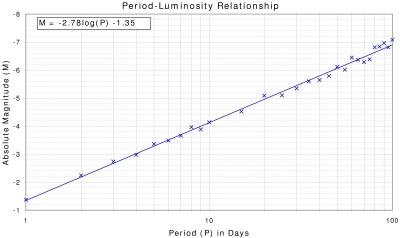 Period-Luminosity Relationship
M = -2.78log(P) -1.35
Absolute Magnitude (M)
-8
-7
-6
-5
-4
-3
-2
-1
1
10
100
Period (P) in Days